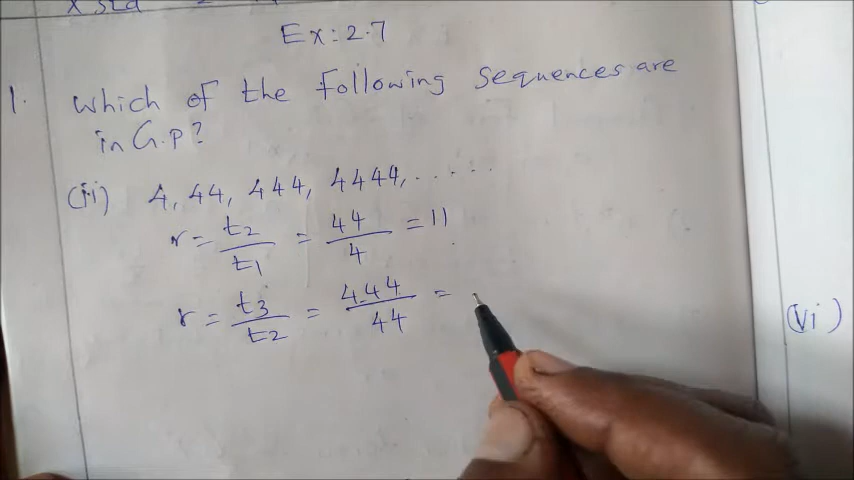 X std
Ex: 2.7
1. Which of the following sequences are
in G.P?
(ii) 4, 44, 444, 4444, .....
r = t2/t1 = 44/4 = 11
r = t3/t2 = 444/44 =
(vi)